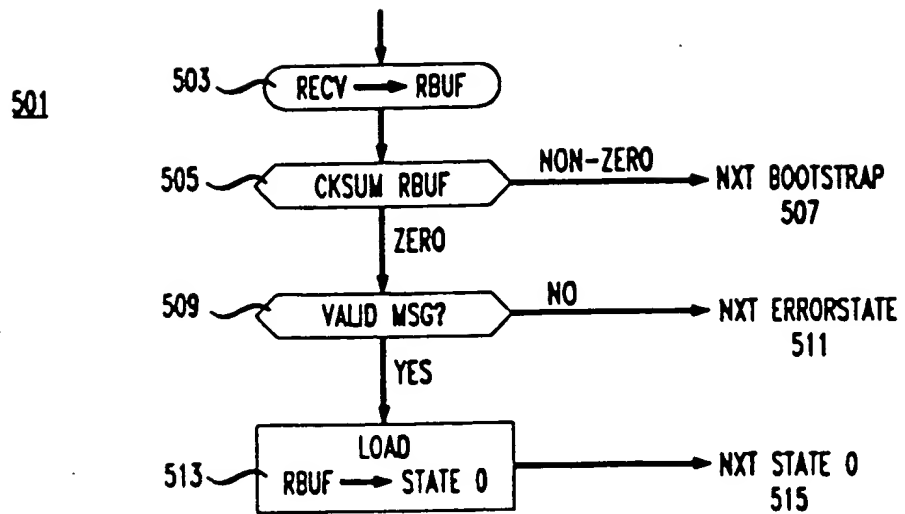 501
503
RECV → RBUF
505
CKSUM RBUF
NON-ZERO
NXT BOOTSTRAP
507
ZERO
509
VALID MSG?
NO
NXT ERRORSTATE
511
YES
513
LOAD
RBUF → STATE 0
NXT STATE 0
515